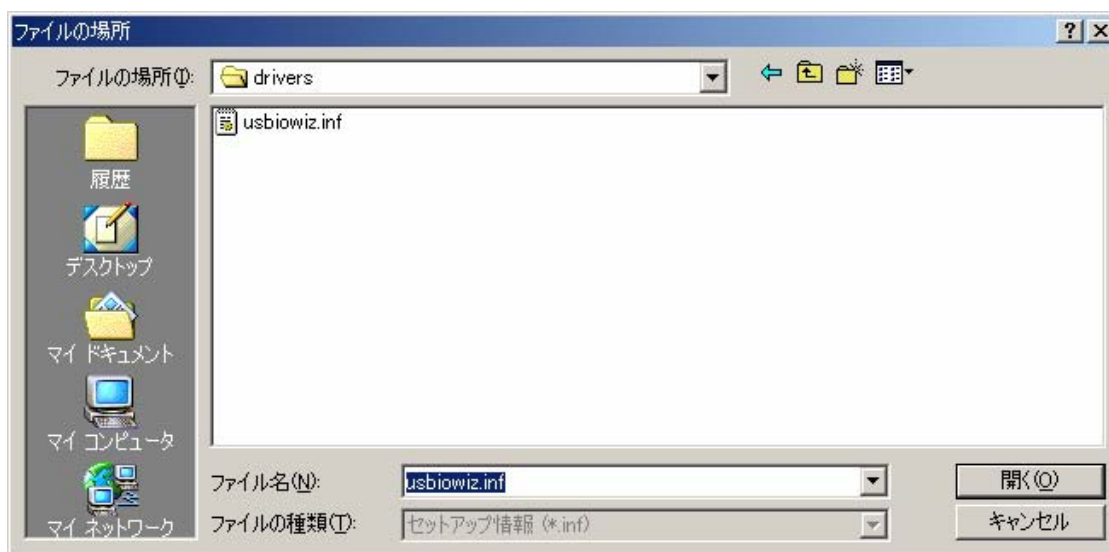 ファイルの場所
ファイルの場所(I):
drivers
usbiowiz.inf
履歴
デスクトップ
マイ ドキュメント
マイ コンピュータ
マイ ネットワーク
ファイル名(N):
usbiowiz.inf
開く(O)
ファイルの種類(T):
セットアップ情報 (*.inf)
キャンセル